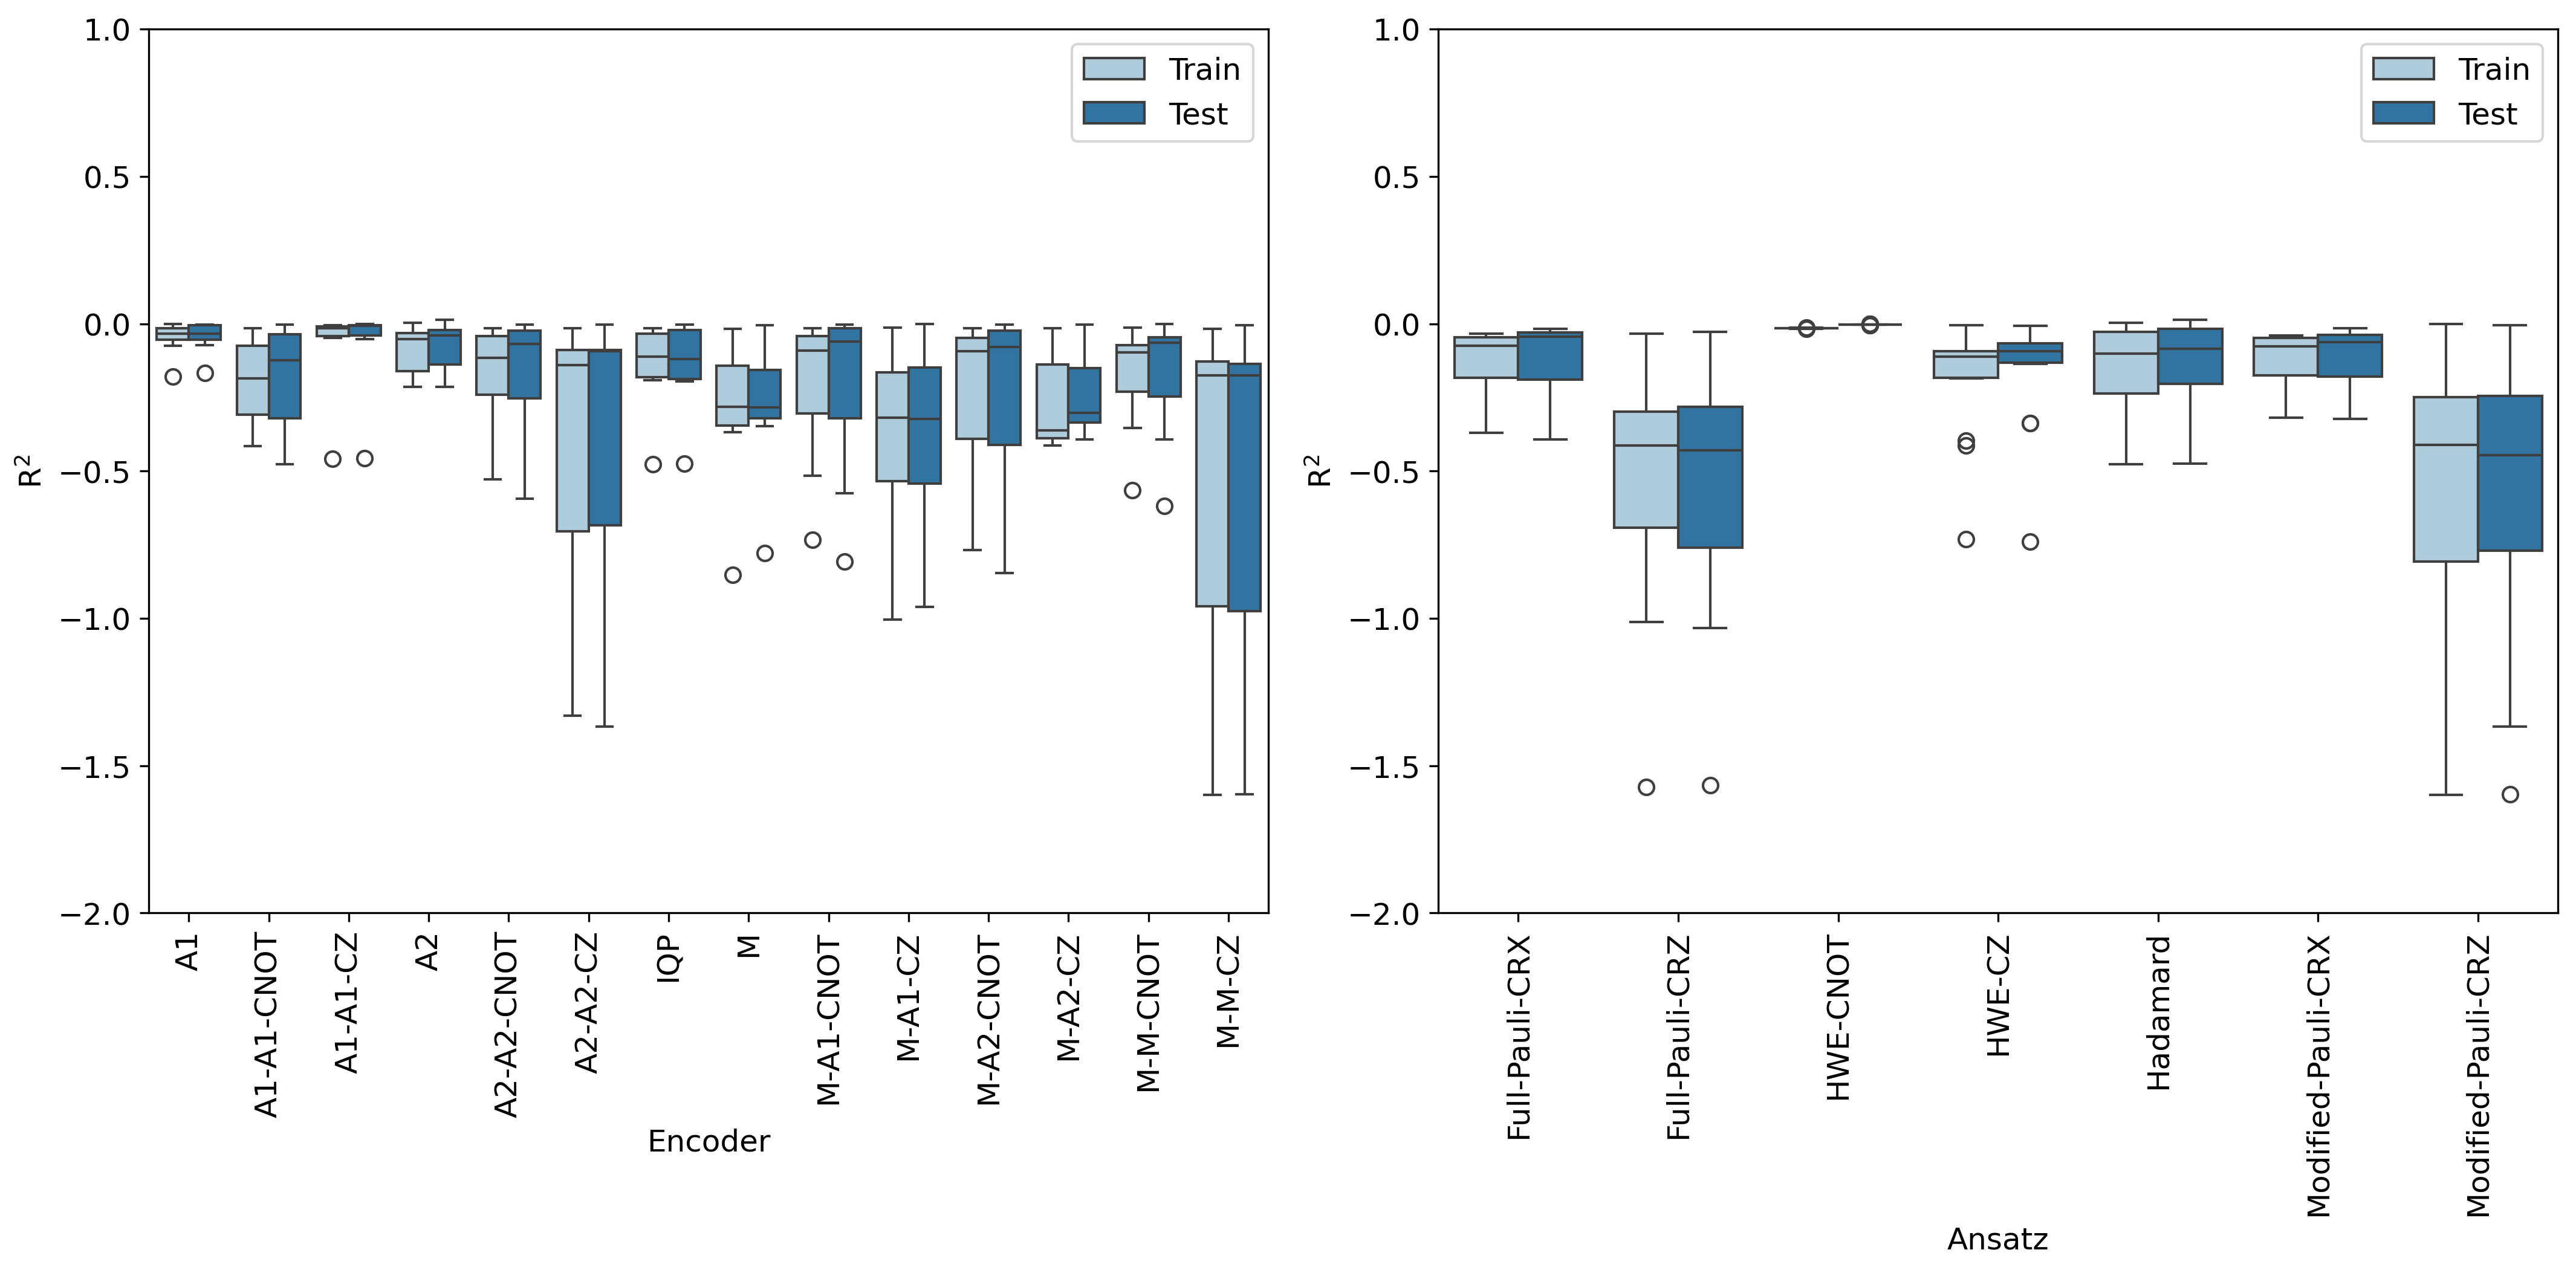 R²
1.0
0.5
0.0
−0.5
−1.0
−1.5
−2.0
Train
Test
A1
A1-A1-CNOT
A1-A1-CZ
A2
A2-A2-CNOT
A2-A2-CZ
IQP
M
M-A1-CNOT
M-A1-CZ
M-A2-CNOT
M-A2-CZ
M-M-CNOT
M-M-CZ
Encoder
R²
1.0
0.5
0.0
−0.5
−1.0
−1.5
−2.0
Train
Test
Full-Pauli-CRX
Full-Pauli-CRZ
HWE-CNOT
HWE-CZ
Hadamard
Modified-Pauli-CRX
Modified-Pauli-CRZ
Ansatz